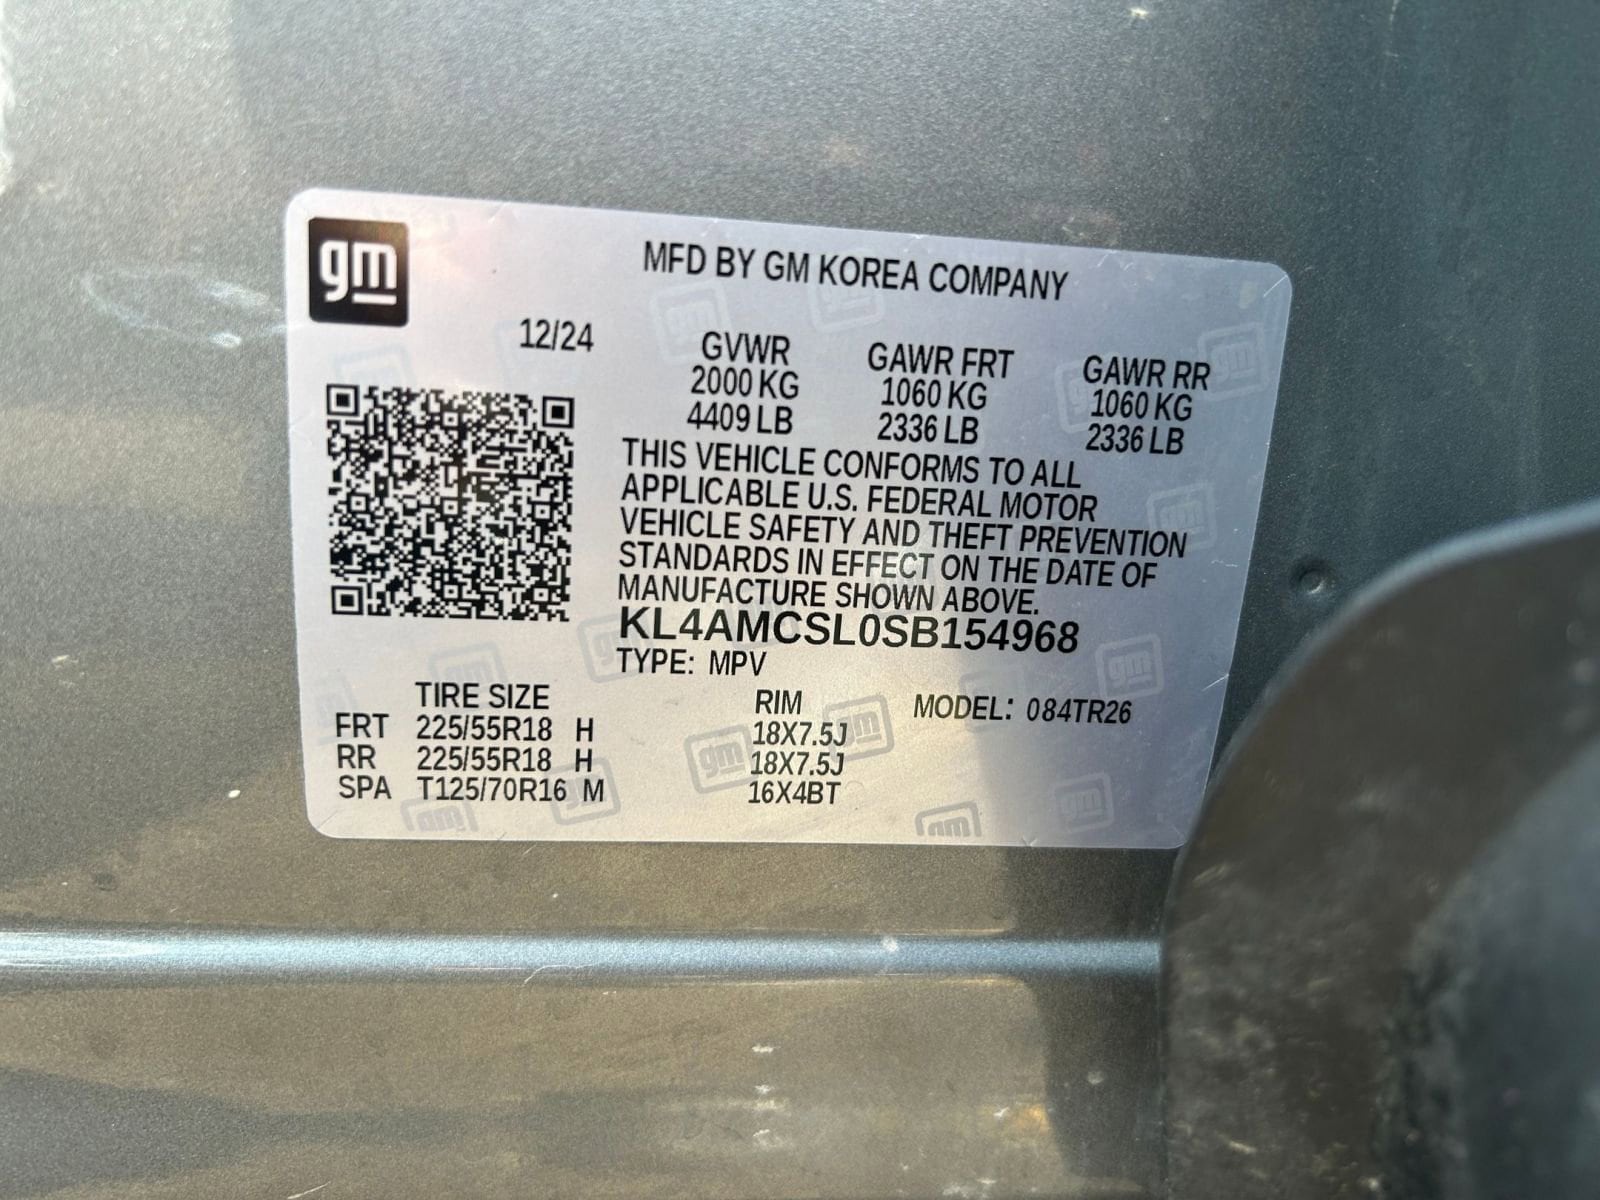 gm
MFD BY GM KOREA COMPANY
12/24
GVWR GAWR FRT GAWR RR
2000 KG 1060 KG 1060 KG
4409 LB 2336 LB 2336 LB
THIS VEHICLE CONFORMS TO ALL
APPLICABLE U.S. FEDERAL MOTOR
VEHICLE SAFETY AND THEFT PREVENTION
STANDARDS IN EFFECT ON THE DATE OF
MANUFACTURE SHOWN ABOVE.
KL4AMCSL0SB154968
TYPE: MPV
TIRE SIZE RIM MODEL: 084TR26
FRT 225/55R18 H 18X7.5J
RR 225/55R18 H 18X7.5J
SPA T125/70R16 M 16X4BT